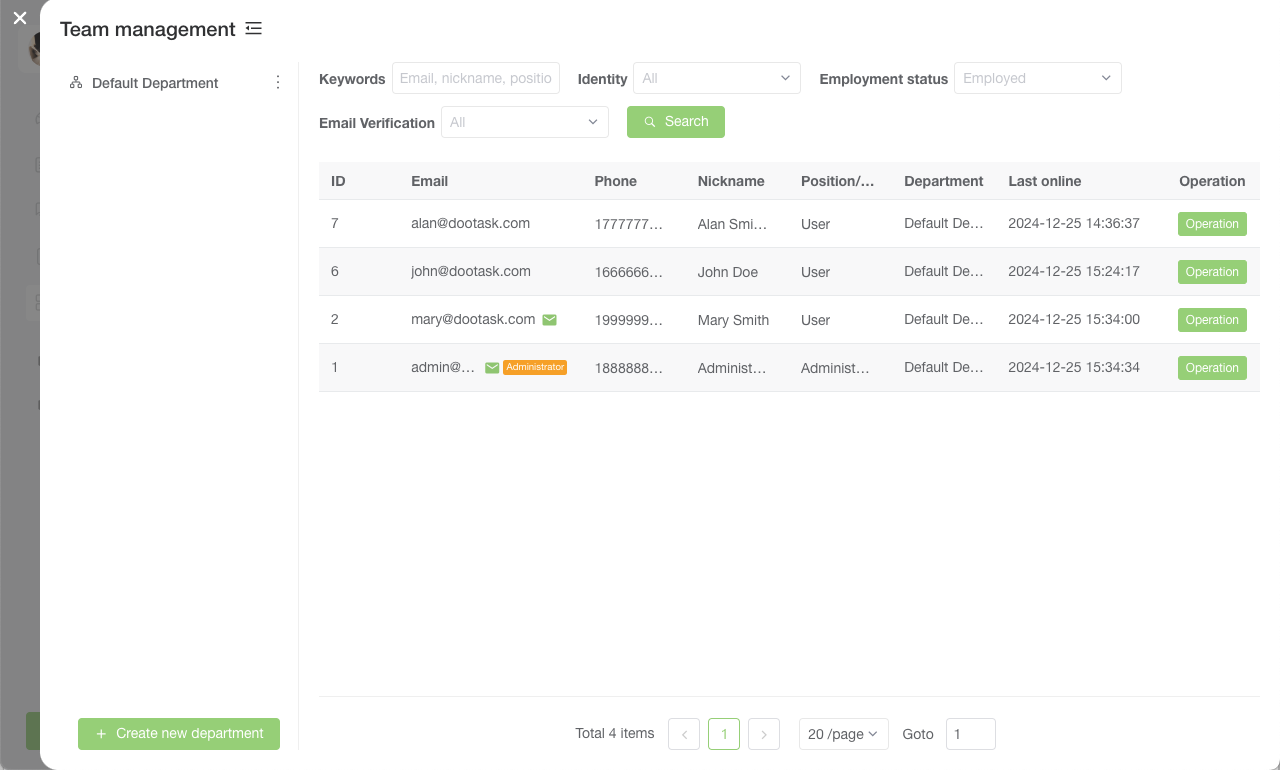 Team management
Default Department
Keywords Email, nickname, positio Identity All Employment status Employed
Email Verification All Search
ID Email Phone Nickname Position/... Department Last online Operation
7 alan@dootask.com 1777777... Alan Smi... User Default De... 2024-12-25 14:36:37 Operation
6 john@dootask.com 1666666... John Doe User Default De... 2024-12-25 15:24:17 Operation
2 mary@dootask.com 1999999... Mary Smith User Default De... 2024-12-25 15:34:00 Operation
1 admin@... Administrator 1888888... Administ... Administ... Default De... 2024-12-25 15:34:34 Operation
Create new department
Total 4 items 1 20 /page Goto 1